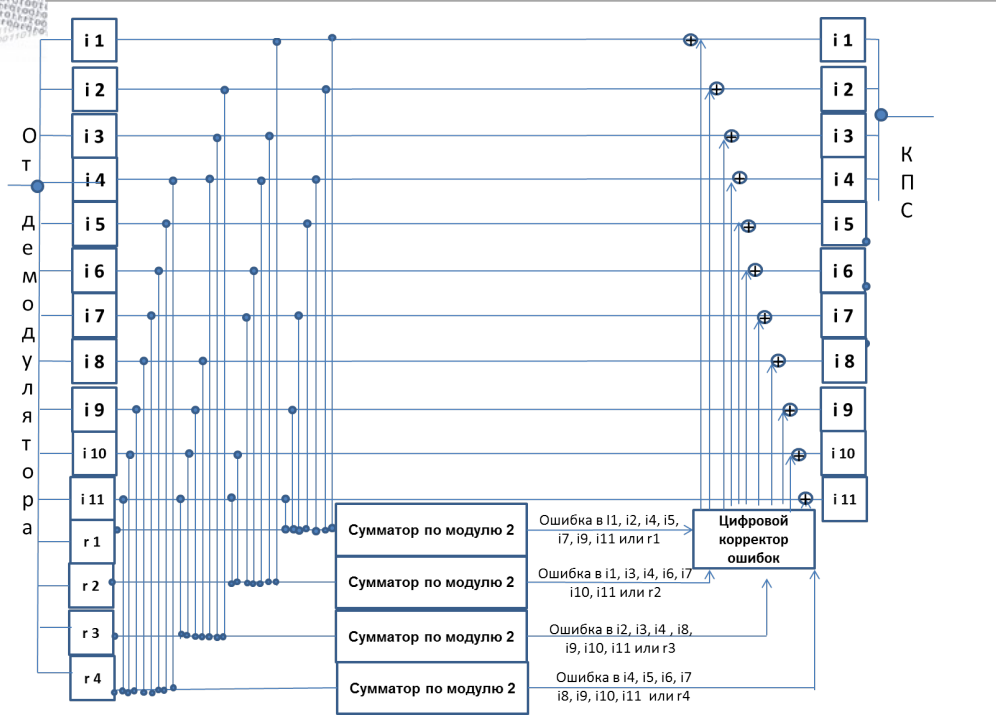 От демодулятора
i 1
i 2
i 3
i 4
i 5
i 6
i 7
i 8
i 9
i 10
i 11
r 1
r 2
r 3
r 4
Сумматор по модулю 2
Сумматор по модулю 2
Сумматор по модулю 2
Сумматор по модулю 2
Ошибка в I1, i2, i4, i5,
i7, i9, i11 или r1
Ошибка в i1, i3, i4, i6, i7
i10, i11 или r2
Ошибка в i2, i3, i4 , i8,
i9, i10, i11 или r3
Ошибка в i4, i5, i6, i7
i8, i9, i10, i11 или r4
Цифровой
корректор
ошибок
i 1
i 2
i 3
i 4
i 5
i 6
i 7
i 8
i 9
i 10
i 11
КПС